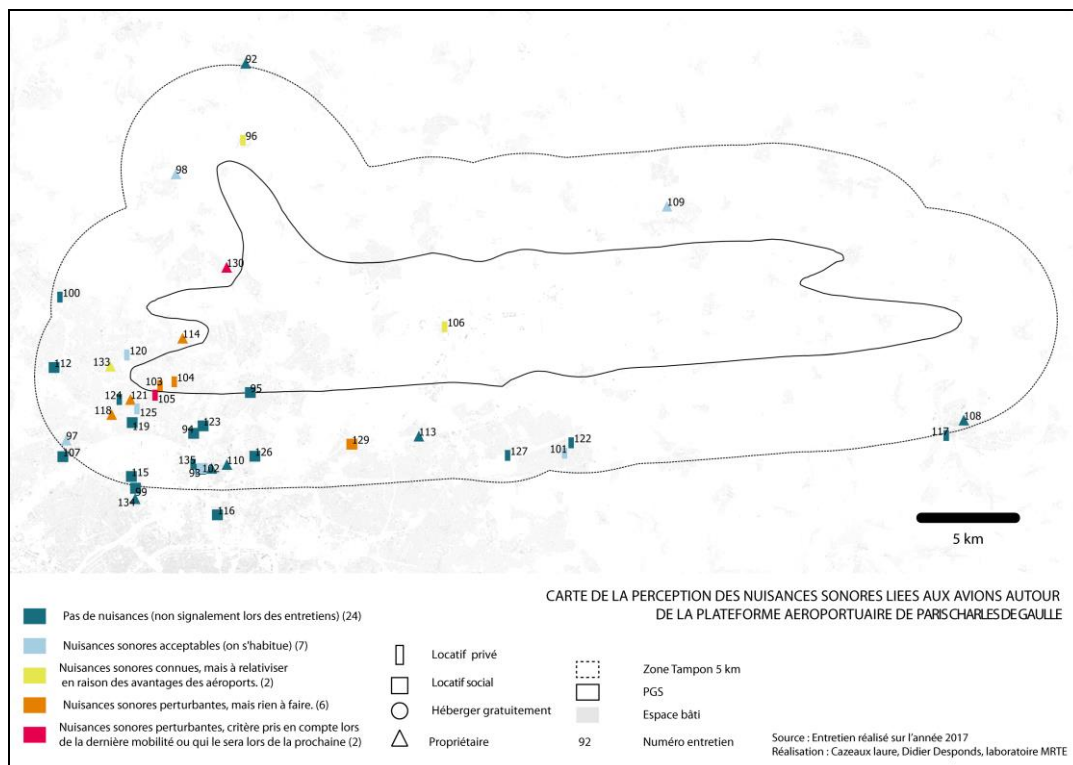 92
96
98
109
130
100
106
114
120
112
133
104
103
95
105
124
121
125
118
119
123
94
97
107
129
113
108
117
122
101
127
126
110
135
102
93
115
99
134
116
5 km
CARTE DE LA PERCEPTION DES NUISANCES SONORES LIEES AUX AVIONS AUTOUR
DE LA PLATEFORME AEROPORTUAIRE DE PARIS CHARLES DE GAULLE
Pas de nuisances (non signalement lors des entretiens) (24)
Nuisances sonores acceptables (on s'habitue) (7)
Nuisances sonores connues, mais à relativiser
en raison des avantages des aéroports. (2)
Nuisances sonores perturbantes, mais rien à faire. (6)
Nuisances sonores perturbantes, critère pris en compte lors
de la dernière mobilité ou qui le sera lors de la prochaine (2)
Locatif privé
Locatif social
Héberger gratuitement
Propriétaire
Zone Tampon 5 km
PGS
Espace bâti
92 Numéro entretien
Source : Entretien réalisé sur l'année 2017
Réalisation : Cazeaux laure, Didier Desponds, laboratoire MRTE